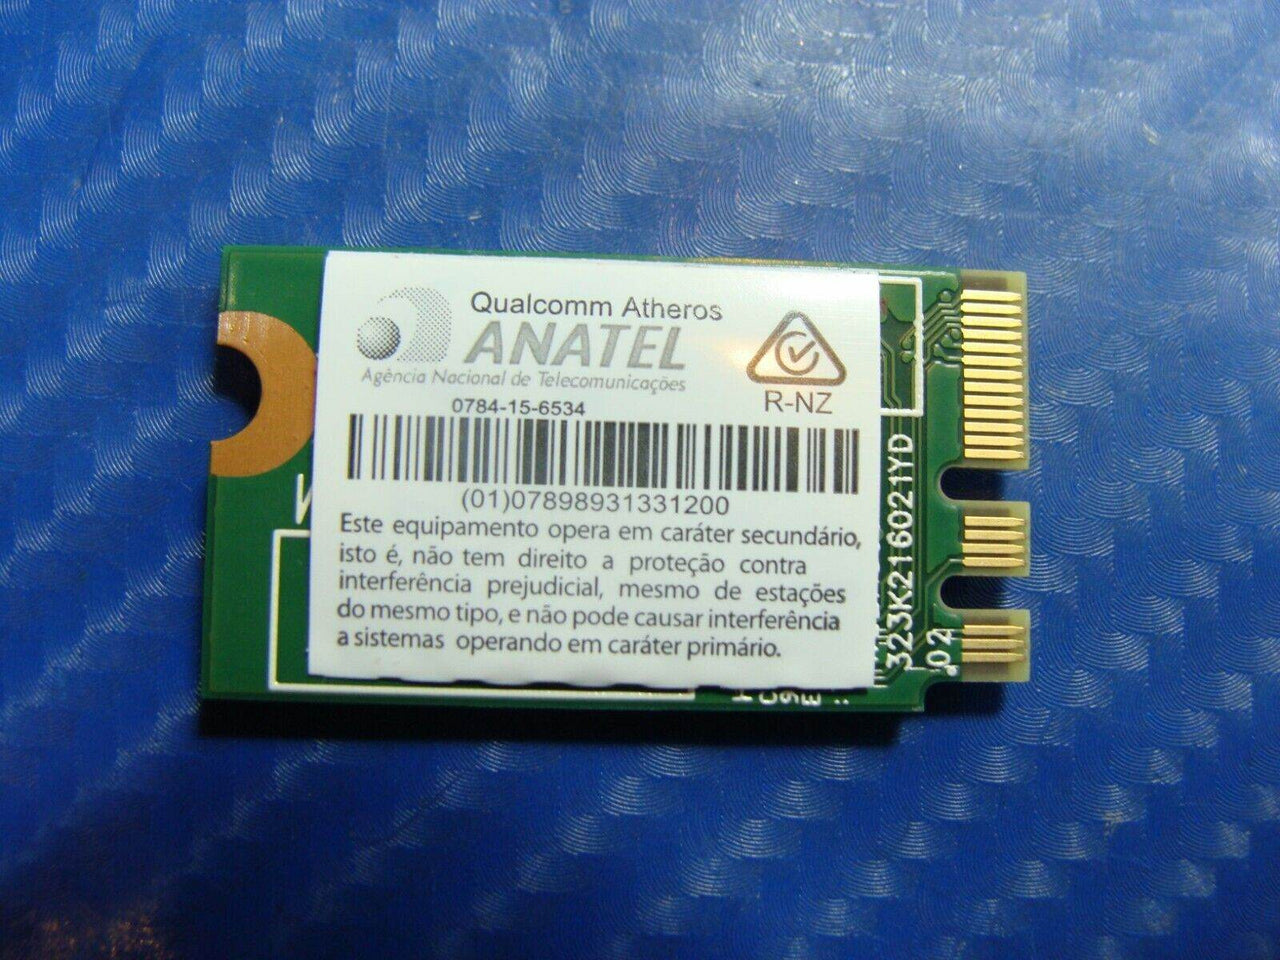 Qualcomm Atheros
ANATEL
Agência Nacional de Telecomunicações
R-NZ
0784-15-6534
(01)07898931331200
Este equipamento opera em caráter secundário,
isto é, não tem direito a proteção contra
interferência prejudicial, mesmo de estações
do mesmo tipo, e não pode causar interferência
a sistemas operando em caráter primário.
323K21 6021YD
.02